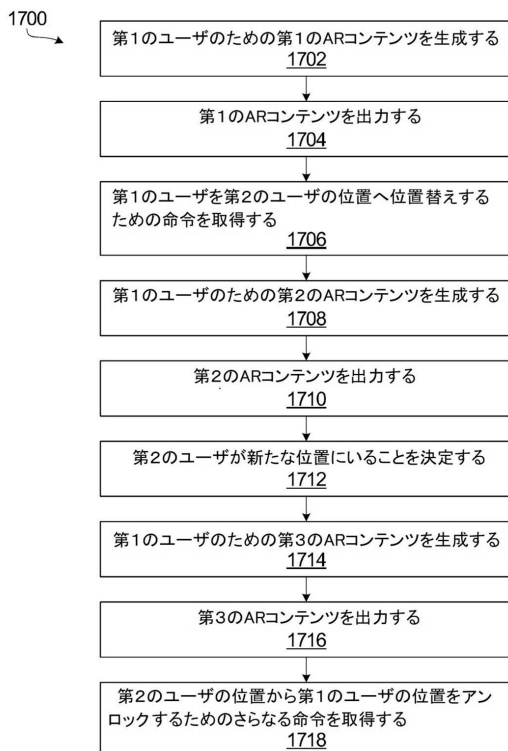 1700
第1のユーザのための第1のARコンテンツを生成する
1702
第1のARコンテンツを出力する
1704
第1のユーザを第2のユーザの位置へ位置替えする
ための命令を取得する
1706
第1のユーザのための第2のARコンテンツを生成する
1708
第2のARコンテンツを出力する
1710
第2のユーザが新たな位置にいることを決定する
1712
第1のユーザのための第3のARコンテンツを生成する
1714
第3のARコンテンツを出力する
1716
第2のユーザの位置から第1のユーザの位置をアン
ロックするためのさらなる命令を取得する
1718